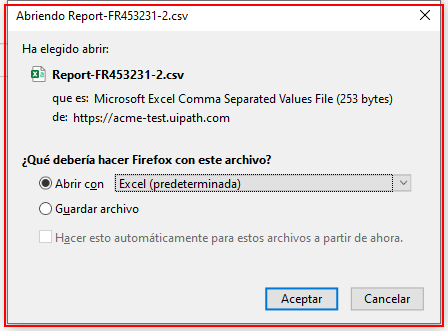 Abriendo Report-FR453231-2.csv
Ha elegido abrir:
Report-FR453231-2.csv
que es: Microsoft Excel Comma Separated Values File (253 bytes)
de: https://acme-test.uipath.com
¿Qué debería hacer Firefox con este archivo?
Abrir con Excel (predeterminada)
Guardar archivo
Hacer esto automáticamente para estos archivos a partir de ahora.
Aceptar Cancelar